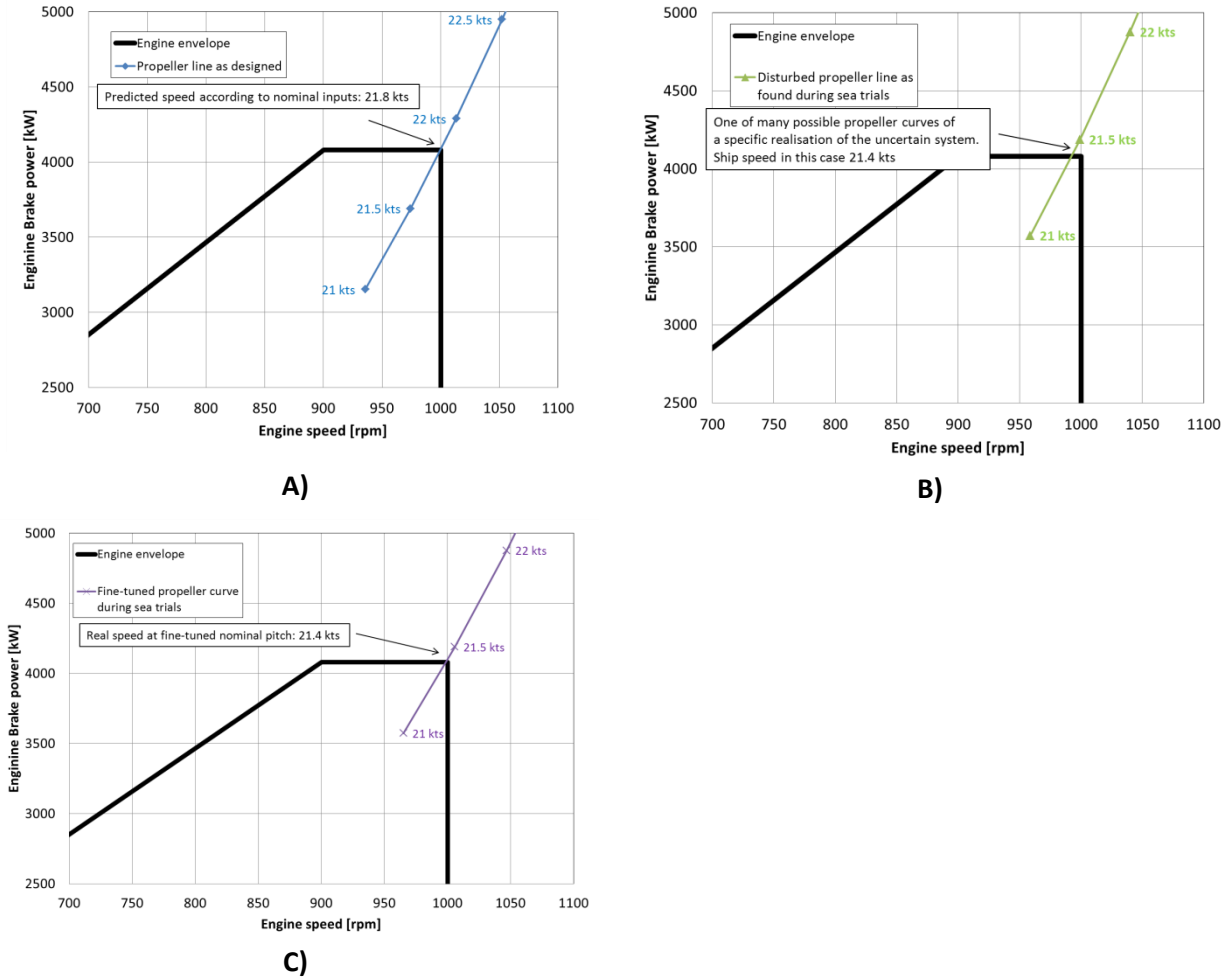 5000
4500
4000
3500
3000
2500
Enginine Brake power [kW]
700 750 800 850 900 950 1000 1050 1100
Engine speed [rpm]
Engine envelope
Propeller line as designed
Predicted speed according to nominal inputs: 21.8 kts
22.5 kts
22 kts
21.5 kts
21 kts
A)
5000
4500
4000
3500
3000
2500
Enginine Brake power [kW]
700 750 800 850 900 950 1000 1050 1100
Engine speed [rpm]
Engine envelope
Disturbed propeller line as
found during sea trials
One of many possible propeller curves of
a specific realisation of the uncertain system.
Ship speed in this case 21.4 kts
22 kts
21.5 kts
21 kts
B)
5000
4500
4000
3500
3000
2500
Enginine Brake power [kW]
700 750 800 850 900 950 1000 1050 1100
Engine speed [rpm]
Engine envelope
Fine-tuned propeller curve
during sea trials
Real speed at fine-tuned nominal pitch: 21.4 kts
22 kts
21.5 kts
21 kts
C)